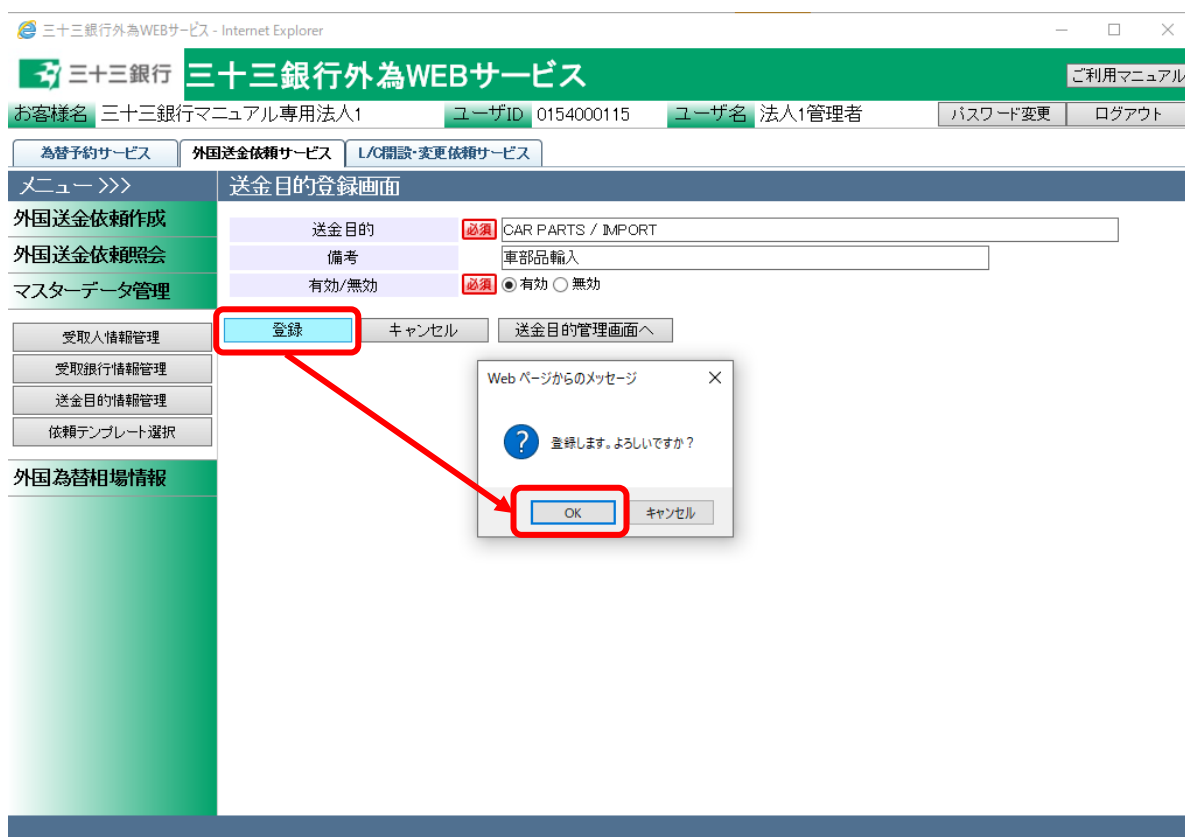 三十三銀行外為WEBサービス - Internet Explorer
三十三銀行 三十三銀行外為WEBサービス ご利用マニュアル
お客様名 三十三銀行マニュアル専用法人1 ユーザID 0154000115 ユーザ名 法人1管理者 パスワード変更 ログアウト
為替予約サービス 外国送金依頼サービス L/C開設・変更依頼サービス
メニュー >>> 送金目的登録画面
外国送金依頼作成
外国送金依頼照会
マスターデータ管理
受取人情報管理
受取銀行情報管理
送金目的情報管理
依頼テンプレート選択
外国為替相場情報
送金目的 必須 CAR PARTS / IMPORT
備考 車部品輸入
有効/無効 必須 有効 無効
登録 キャンセル 送金目的管理画面へ
Web ページからのメッセージ
登録します。よろしいですか?
OK キャンセル